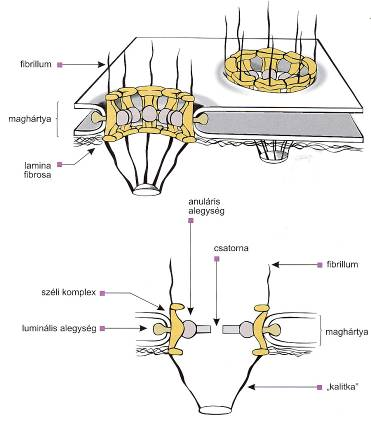 fibrillum
maghártya
lamina
fibrosa
anuláris
alegység
csatorna
fibrillum
széli komplex
luminális alegység
maghártya
„kalitka”